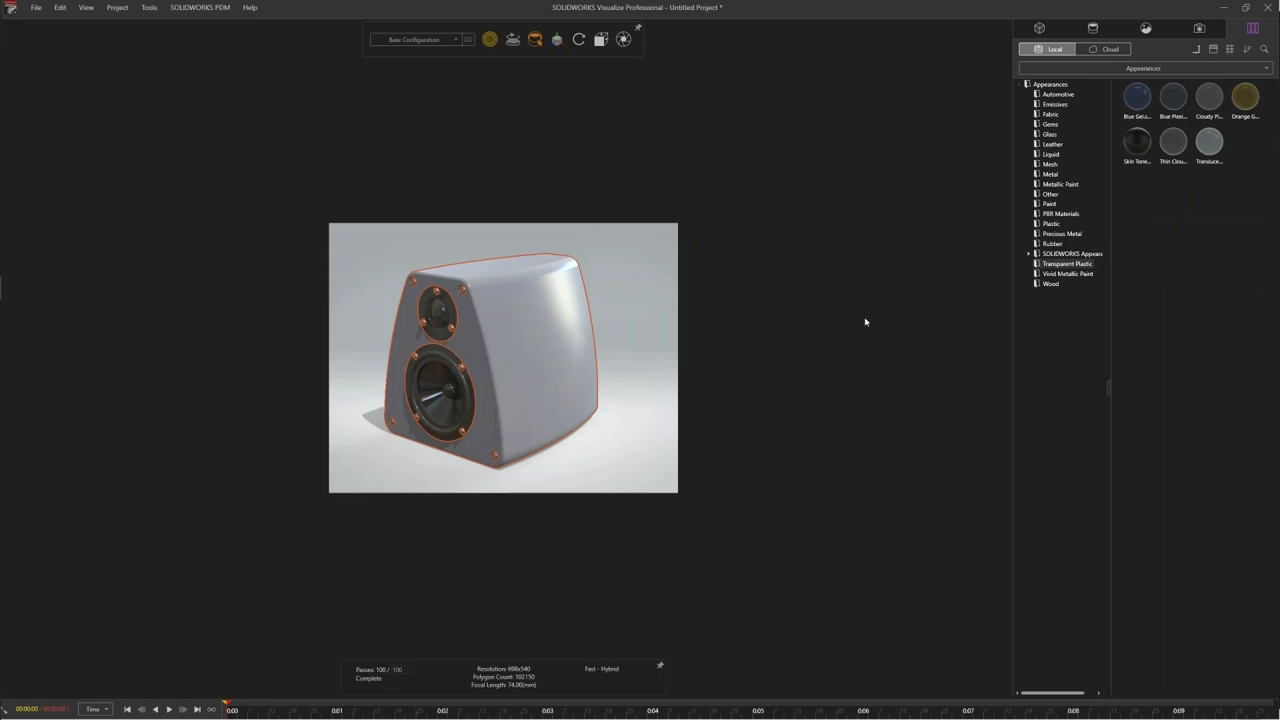 File Edit View Project Tools SOLIDWORKS PDM Help
SOLIDWORKS Visualize Professional - Untitled Project *
Base Configuration
Local Cloud
Appearances
Appearances
Automotive
Emissives
Fabric
Gems
Glass
Leather
Liquid
Mesh
Metal
Metallic Paint
Other
Paint
PBR Materials
Plastic
Precious Metal
Rubber
SOLIDWORKS Appears
Transparent Plastic
Vivid Metallic Paint
Wood
Blue Gel.s... Blue Plexi... Cloudy Pl... Orange G...
Skin Tone... Thin Clou... Transluce...
Passes: 100 / 100
Complete
Resolution: 698x540
Polygon Count: 102150
Focal Length: 74.00(mm)
Fast - Hybrid
Time
0:00 0:01 0:02 0:03 0:04 0:05 0:06 0:07 0:08 0:09